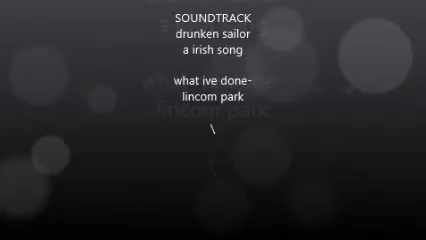 SOUNDTRACK
drunken sailor
a irish song
what ive done-
lincom park
\